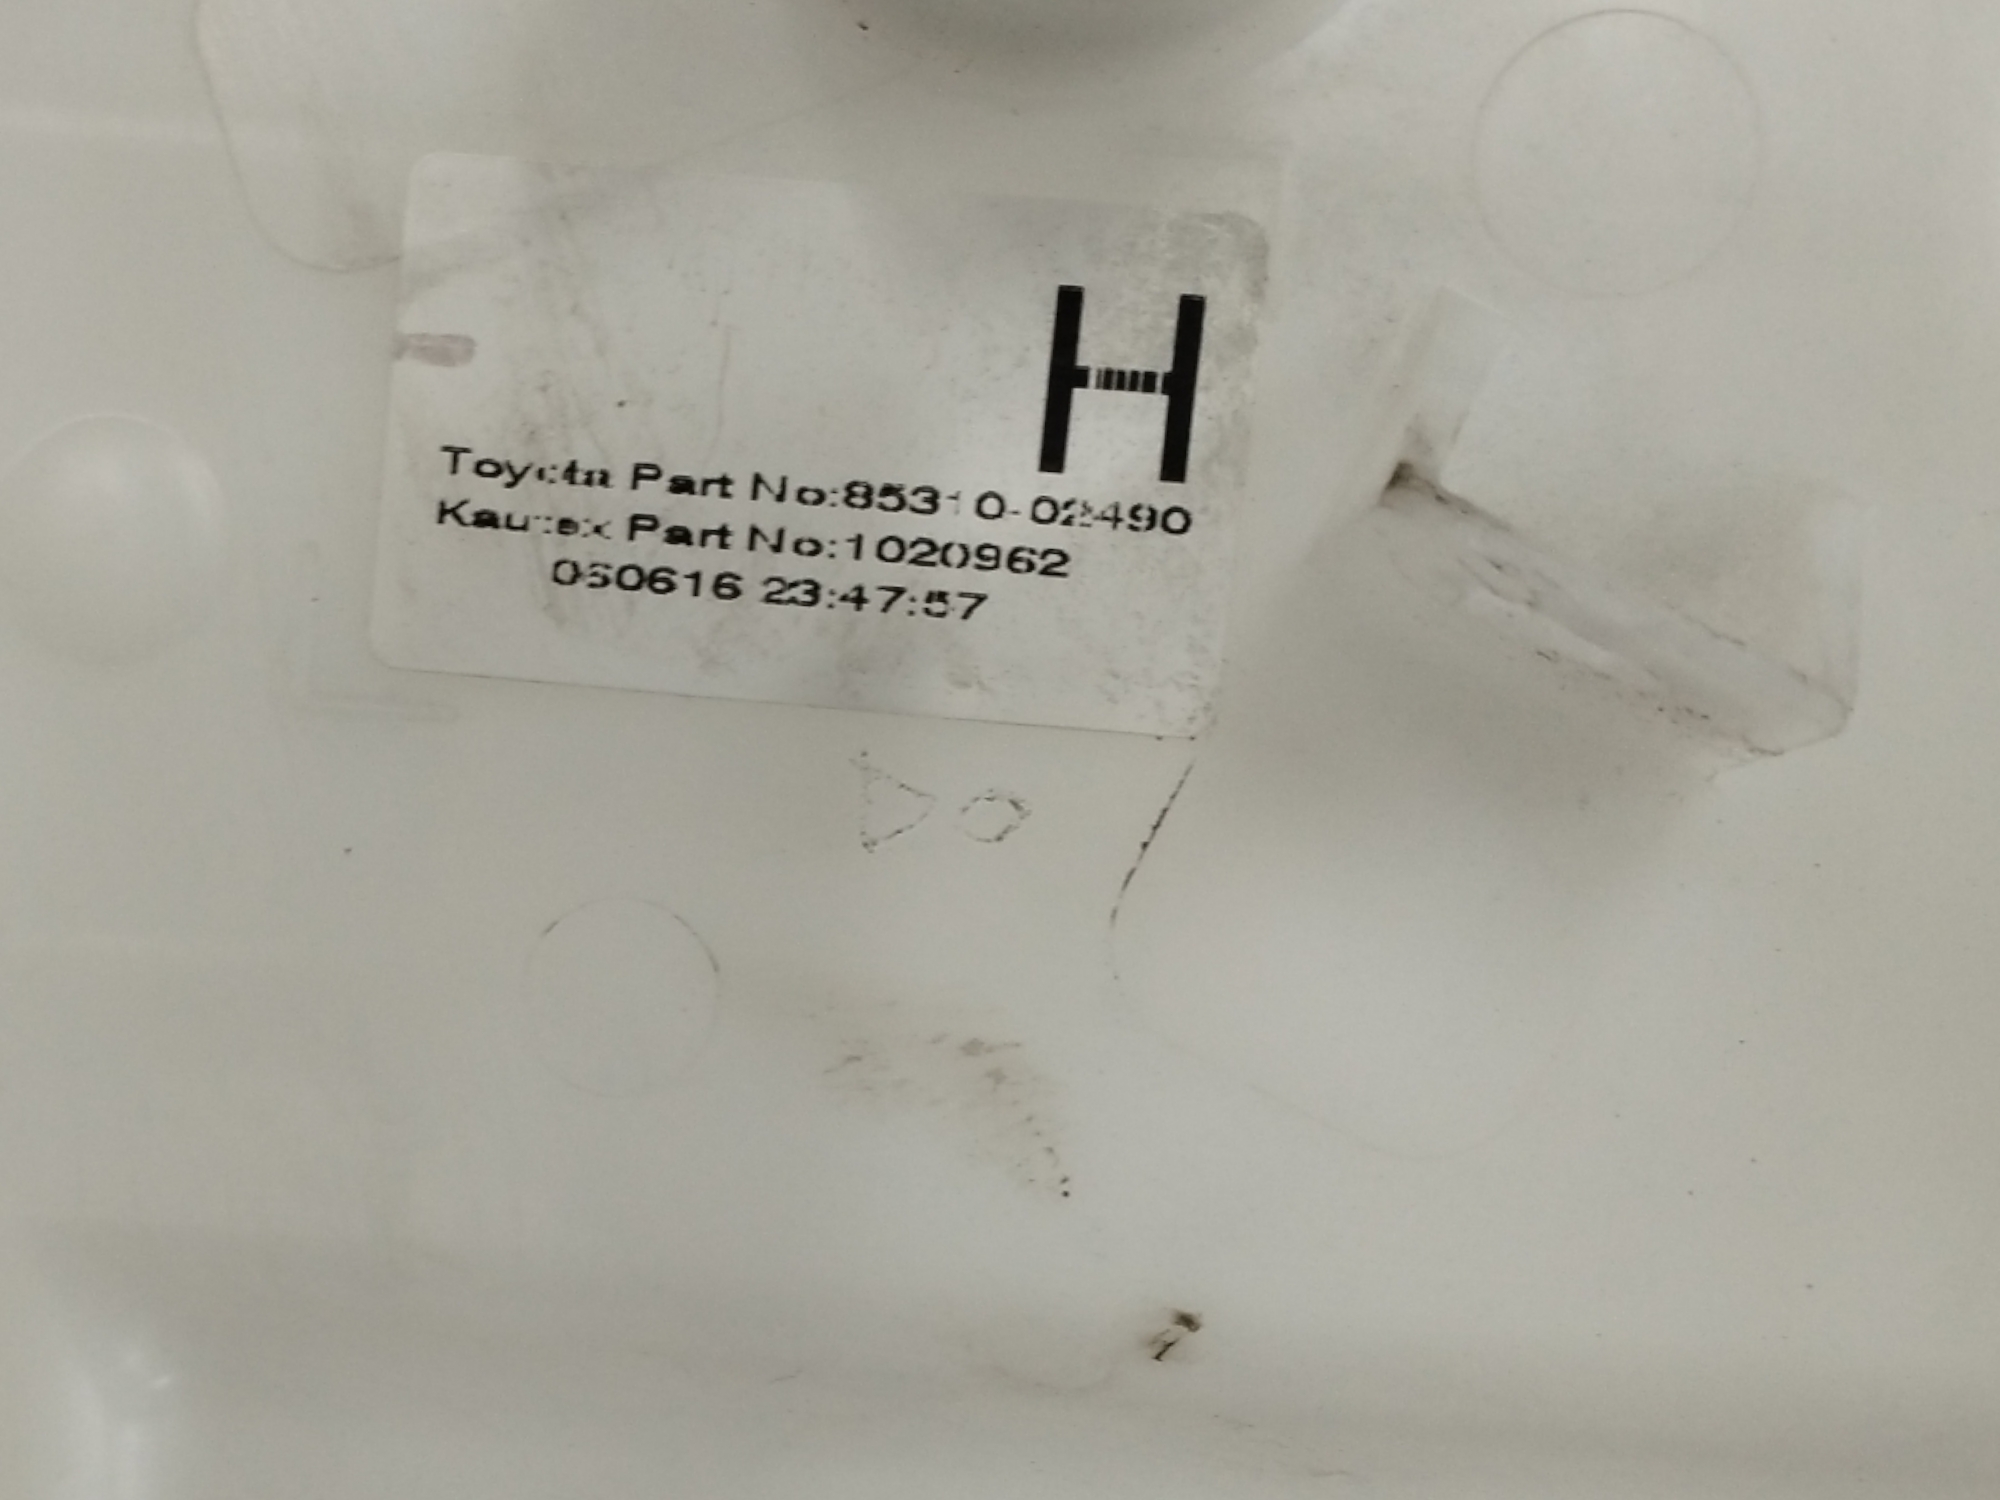 H
Toyota Part No:85310-02490
Kautex Part No:1020962
060616 23:47:57